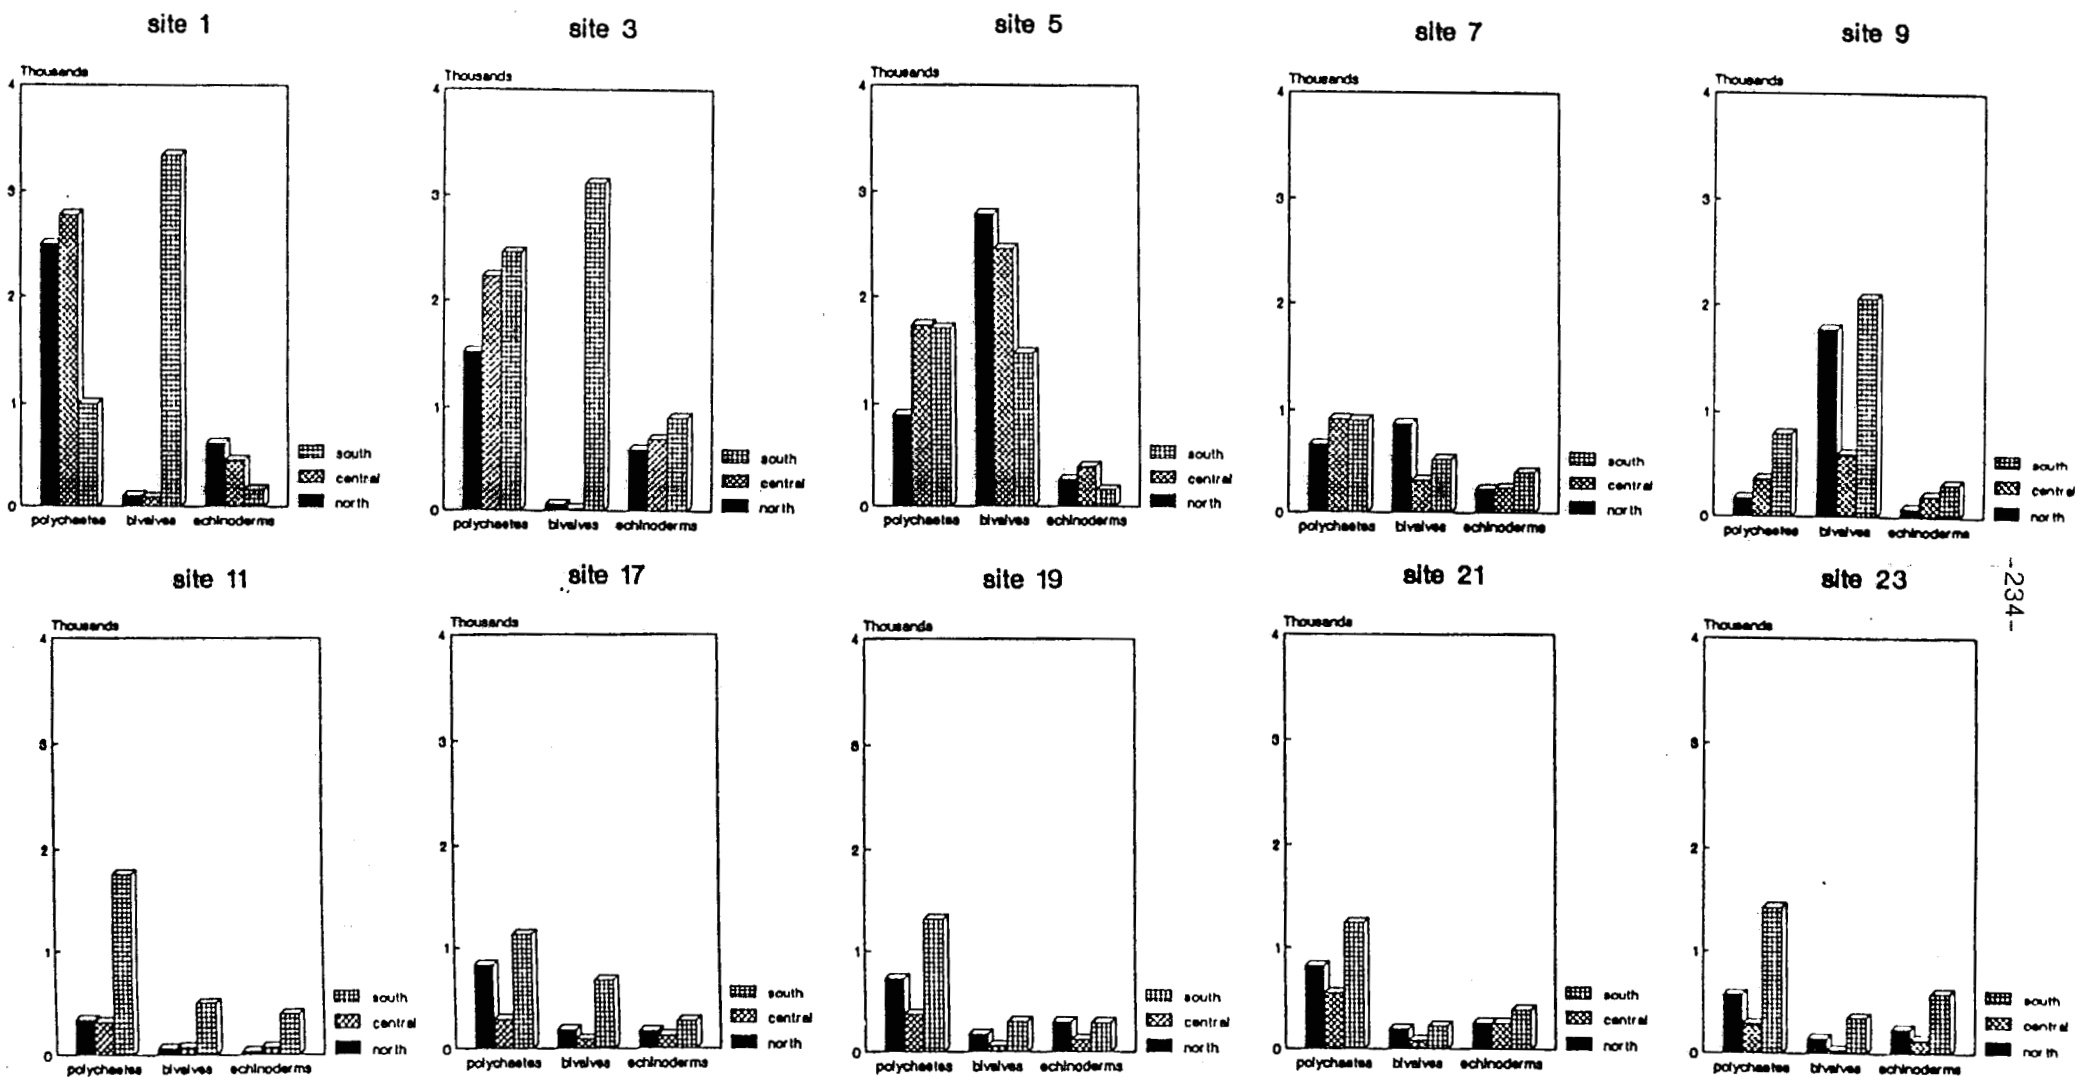 site 1
Thousands
4
3
2
1
0
polychaetes bivalves echinoderms
south
central
north
site 3
Thousands
4
3
2
1
0
polychaetes bivalves echinoderms
south
central
north
site 5
Thousands
4
3
2
1
0
polychaetes bivalves echinoderms
south
central
north
site 7
Thousands
4
3
2
1
0
polychaetes bivalves echinoderms
south
central
north
site 9
Thousands
4
3
2
1
0
polychaetes bivalves echinoderms
south
central
north
-234-
site 11
Thousands
4
3
2
1
0
polychaetes bivalves echinoderms
south
central
north
site 17
Thousands
4
3
2
1
0
polychaetes bivalves echinoderms
south
central
north
site 19
Thousands
4
3
2
1
0
polychaetes bivalves echinoderms
south
central
north
site 21
Thousands
4
3
2
1
0
polychaetes bivalves echinoderms
south
central
north
site 23
Thousands
4
3
2
1
0
polychaetes bivalves echinoderms
south
central
north